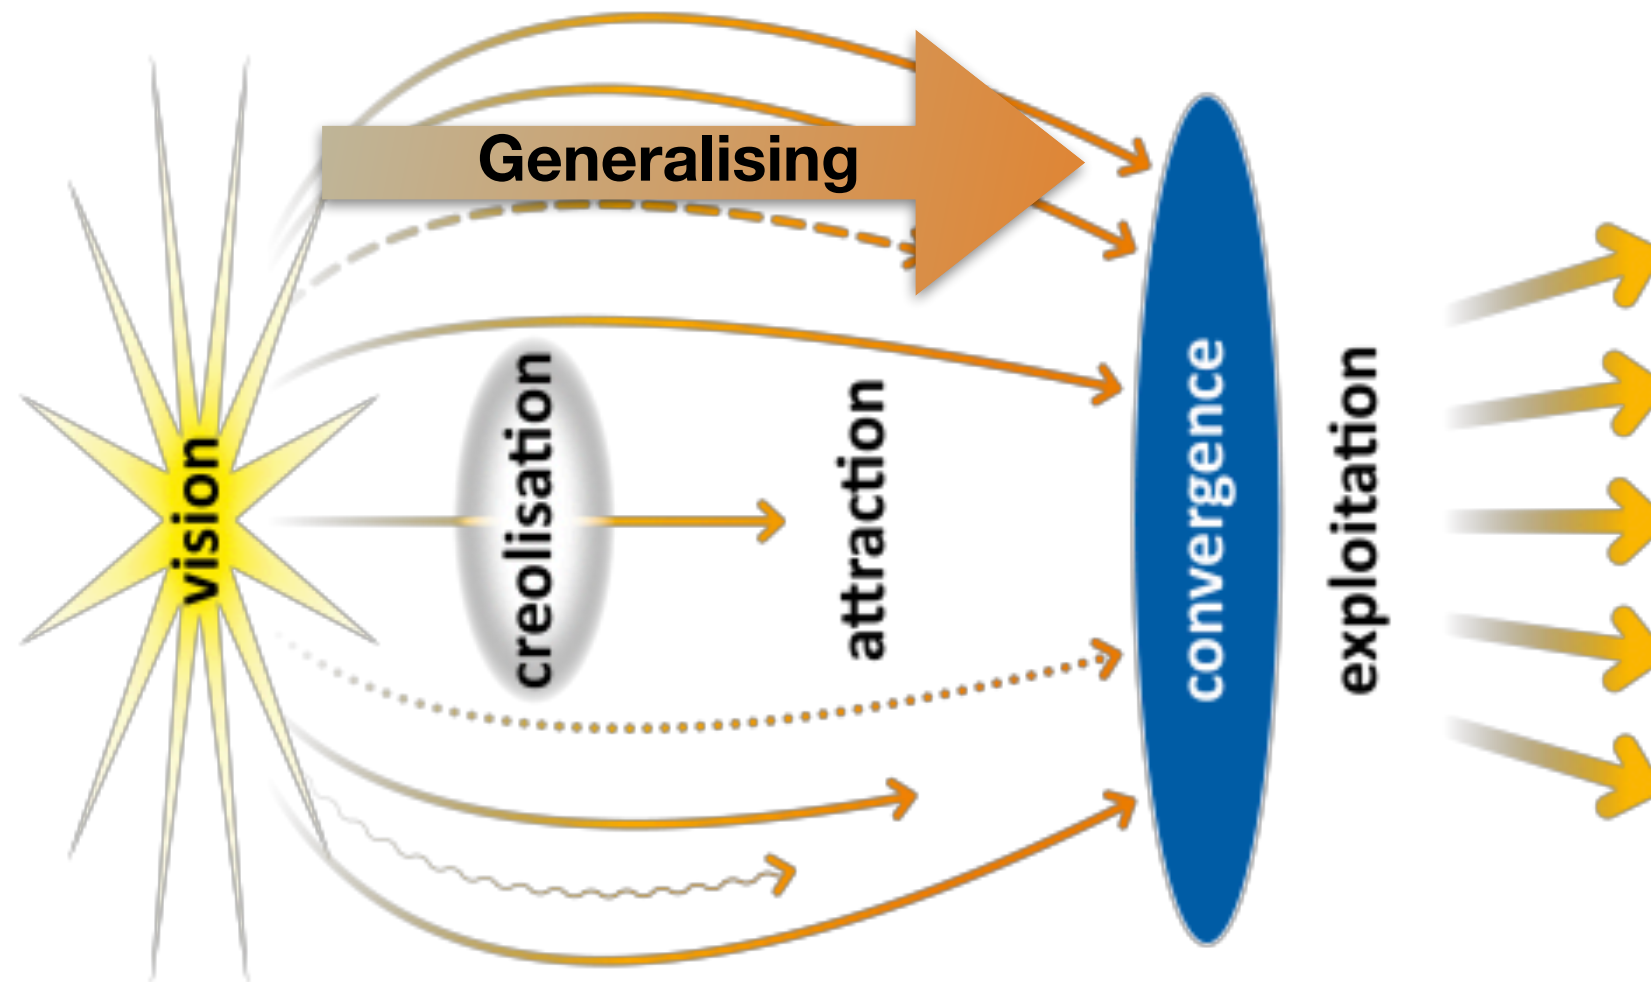 Generalising
vision
creolisation
attraction
convergence
exploitation